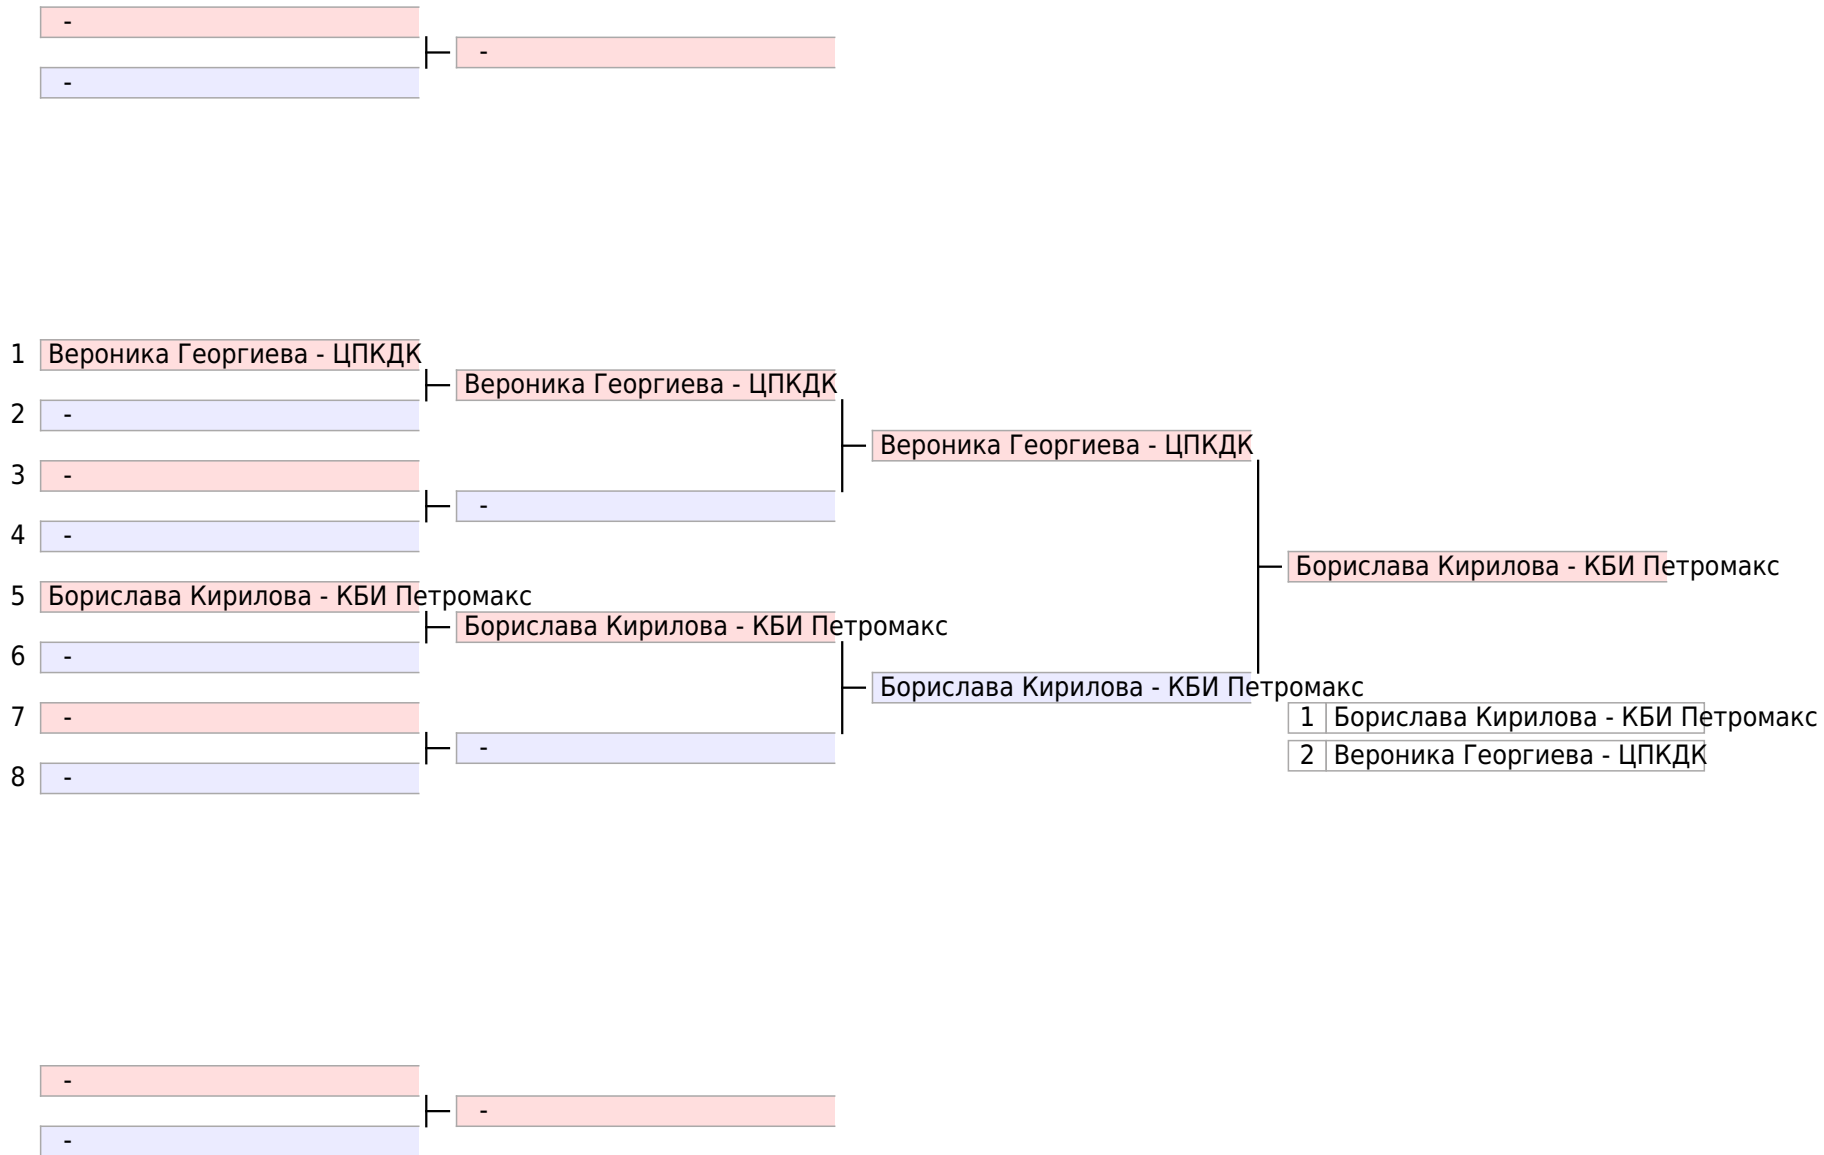 -
-
-
1 Вероника Георгиева - ЦПКДК
Вероника Георгиева - ЦПКДК
2 -
Вероника Георгиева - ЦПКДК
3 -
-
4 -
Борислава Кирилова - КБИ Петромакс
5 Борислава Кирилова - КБИ Петромакс
Борислава Кирилова - КБИ Петромакс
6 -
Борислава Кирилова - КБИ Петромакс
7 -
1 Борислава Кирилова - КБИ Петромакс
-
2 Вероника Георгиева - ЦПКДК
8 -
-
-
-